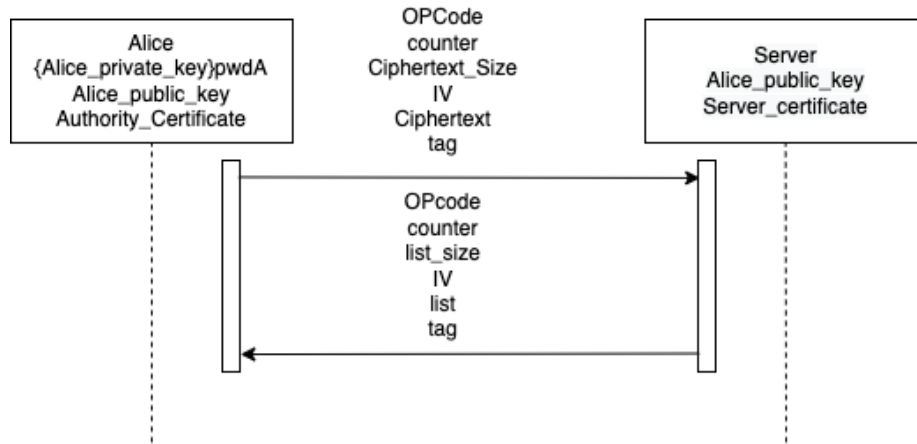 Alice
{Alice_private_key}pwdA
Alice_public_key
Authority_Certificate
OPCode
counter
Ciphertext_Size
IV
Ciphertext
tag
Server
Alice_public_key
Server_certificate
OPcode
counter
list_size
IV
list
tag